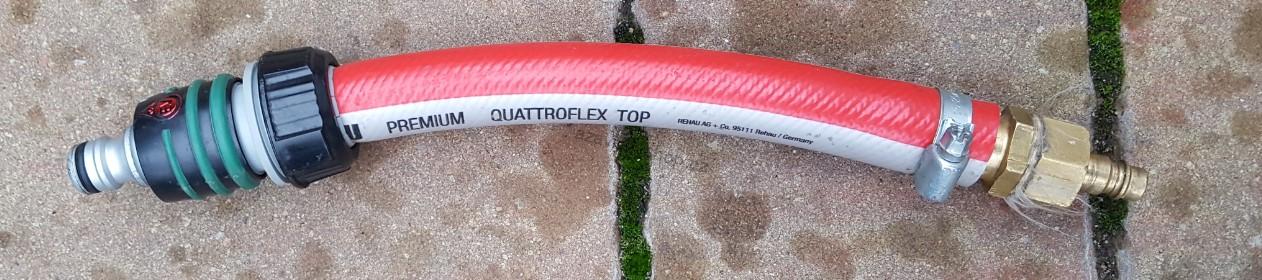 U PREMIUM QUATTROFLEX TOP REHAU AG + Co. 95111 Rehau / Germany